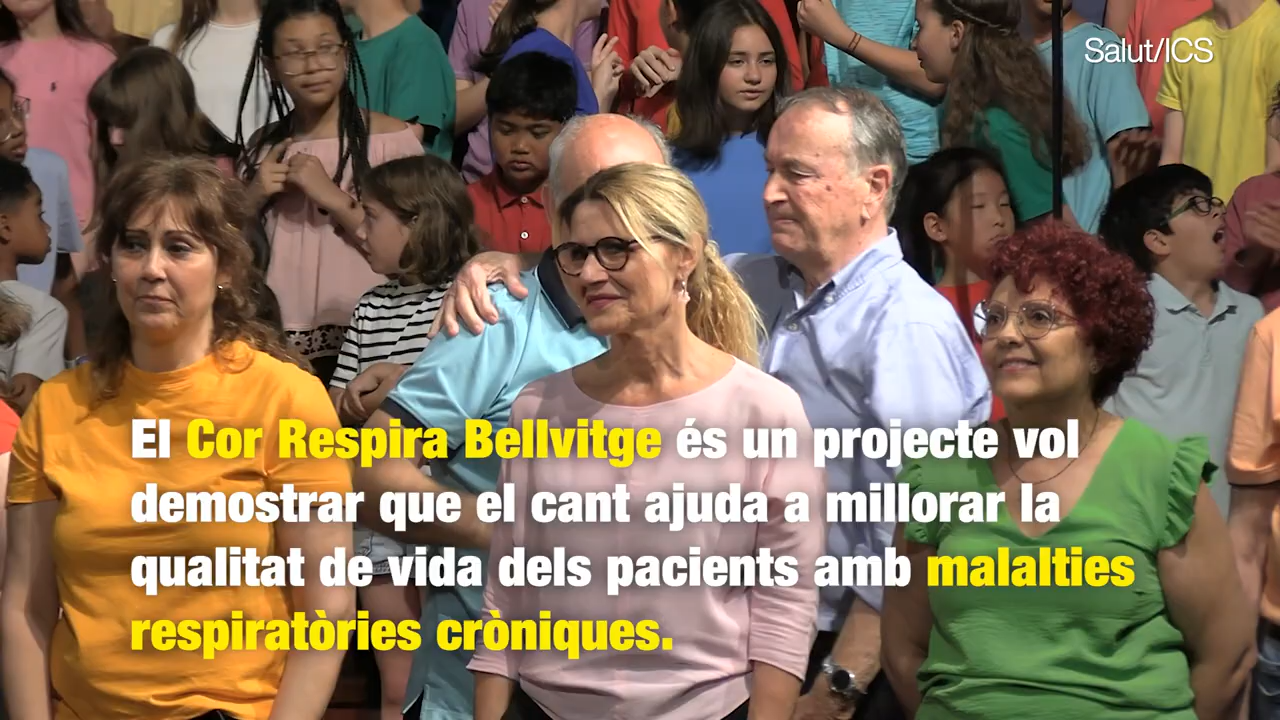 Salut/ICS
El Cor Respira Bellvitge és un projecte vol
demostrar que el cant ajuda a millorar la
qualitat de vida dels pacients amb malalties
respiratòries cròniques.